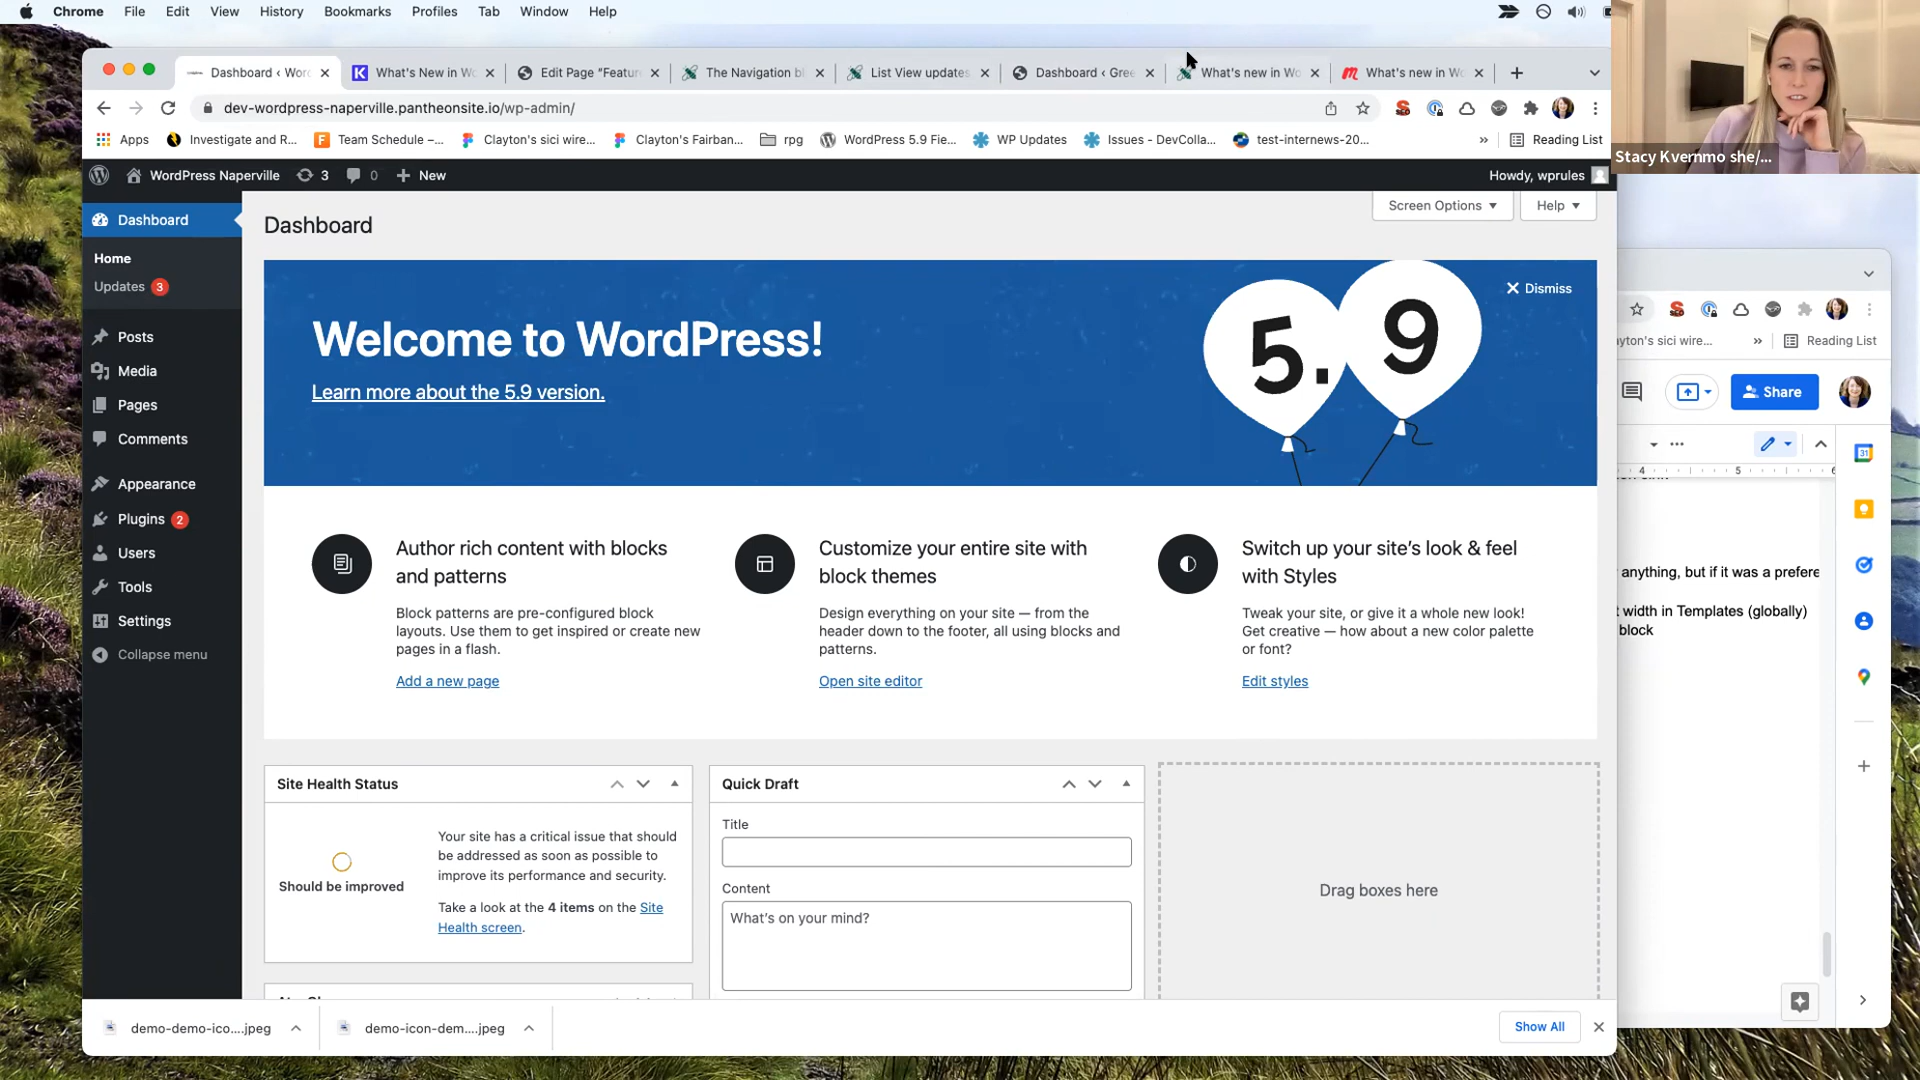 Chrome File Edit View History Bookmarks Profiles Tab Window Help
Dashboard ‹ Wor
What's New in Wo
Edit Page “Featur
The Navigation bl
List View updates
Dashboard ‹ Gree
What's new in Wo
What's new in Wo
dev-wordpress-naperville.pantheonsite.io/wp-admin/
Apps Investigate and R... Team Schedule –... Clayton's sici wire... Clayton's Fairban... rpg WordPress 5.9 Fie... WP Updates Issues - DevColla... test-internews-20... » Reading List
Stacy Kvernmo she/...
WordPress Naperville 3 0 New Howdy, wprules
Dashboard
Home
Updates 3
Posts
Media
Pages
Comments
Appearance
Plugins 2
Users
Tools
Settings
Collapse menu
Screen Options Help
Dashboard
Dismiss
Welcome to WordPress!
Learn more about the 5.9 version.
5.9
Author rich content with blocks
and patterns
Block patterns are pre-configured block
layouts. Use them to get inspired or create new
pages in a flash.
Add a new page
Customize your entire site with
block themes
Design everything on your site — from the
header down to the footer, all using blocks and
patterns.
Open site editor
Switch up your site's look & feel
with Styles
Tweak your site, or give it a whole new look!
Get creative — how about a new color palette
or font?
Edit styles
Site Health Status
Should be improved
Your site has a critical issue that should
be addressed as soon as possible to
improve its performance and security.
Take a look at the 4 items on the Site
Health screen.
Quick Draft
Title
Content
What's on your mind?
Drag boxes here
demo-demo-ico....jpeg
demo-icon-dem....jpeg
Show All
ayton's sici wire... » Reading List
Share
4 5 6
31
anything, but if it was a prefere
width in Templates (globally)
block